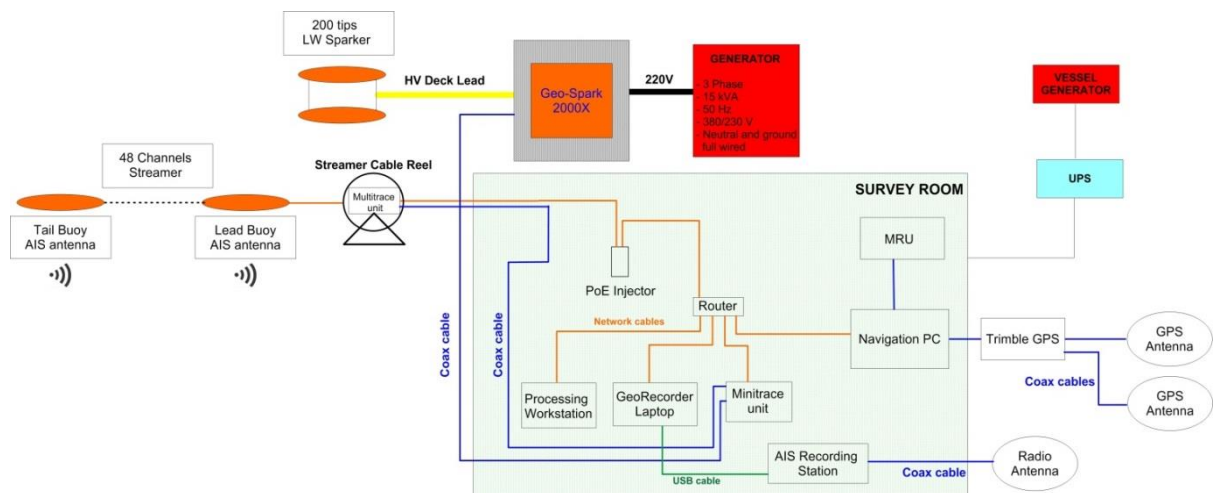 200 tips
LW Sparker
HV Deck Lead
Geo-Spark
2000X
220V
GENERATOR
- 3 Phase
- 15 kVA
- 50 Hz
- 380/230 V
- Neutral and ground
full wired
VESSEL
GENERATOR
UPS
48 Channels
Streamer
Streamer Cable Reel
Multitrace
unit
Tail Buoy
AIS antenna
Lead Buoy
AIS antenna
SURVEY ROOM
MRU
PoE Injector
Router
Network cables
Navigation PC
Trimble GPS
GPS
Antenna
Coax cables
GPS
Antenna
Coax cable
Coax cable
Processing
Workstation
GeoRecorder
Laptop
Minitrace
unit
AIS Recording
Station
USB cable
Coax cable
Radio
Antenna